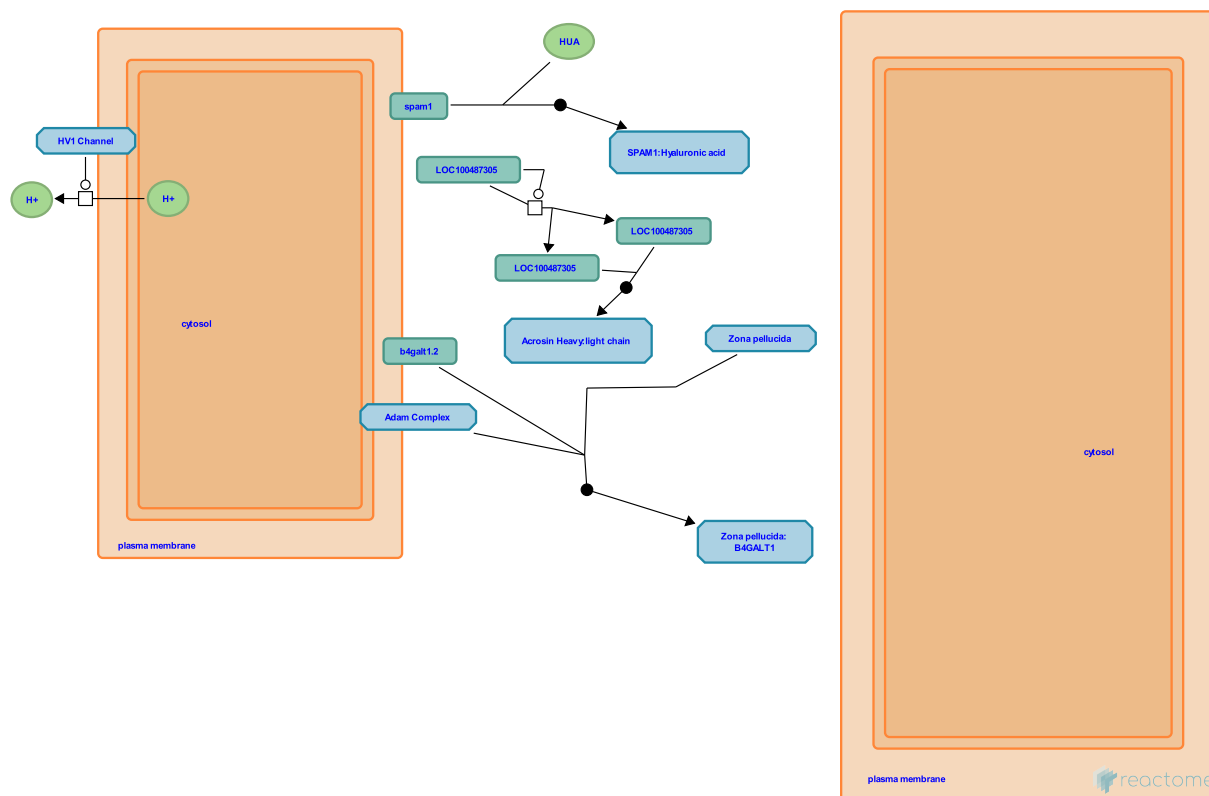 HUA
spam1
HV1 Channel
SPAM1:Hyaluronic acid
LOC100487305
H+
H+
LOC100487305
LOC100487305
cytosol
Acrosin Heavy:light chain
Zona pellucida
b4galt1.2
Adam Complex
cytosol
Zona pellucida:
B4GALT1
plasma membrane
plasma membrane
reactome